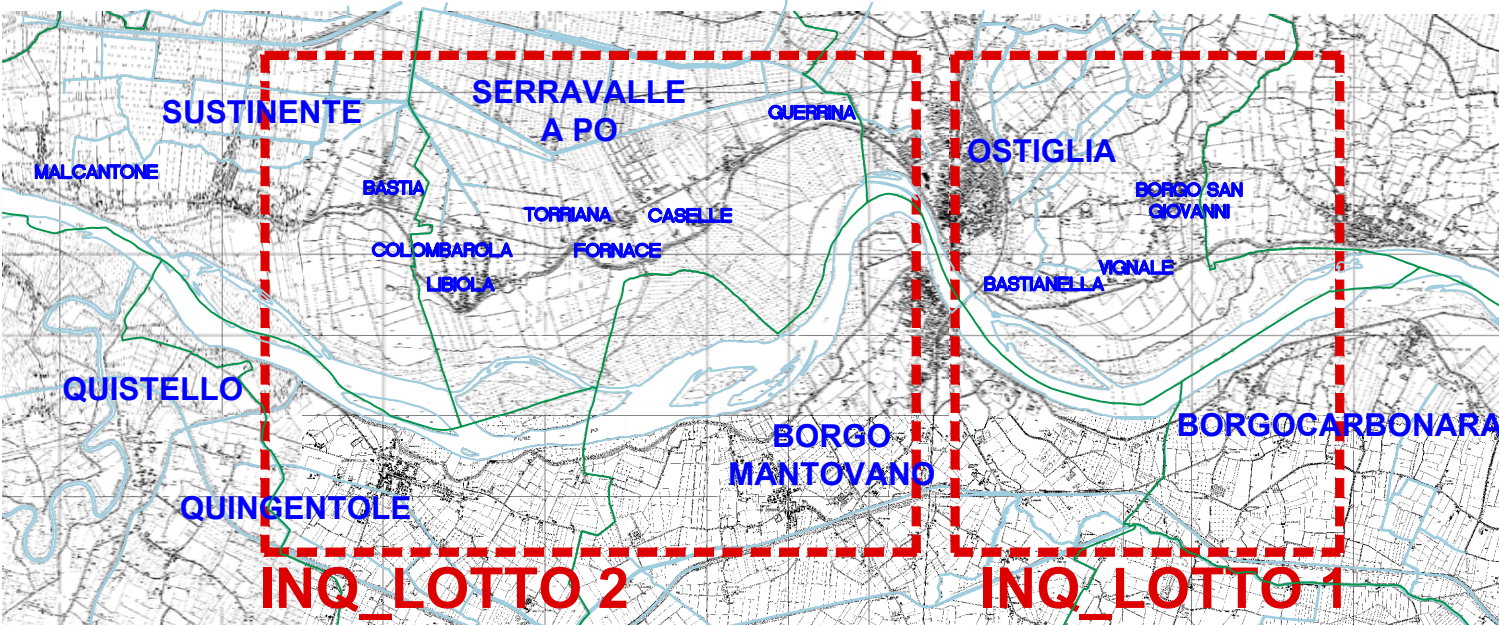 SERRAVALLE
A PO
SUSTINENTE
GUERRINA
OSTIGLIA
MALCANTONE
BASTIA
BORGO SAN
GIOVANNI
TORRIANA
CASELLE
COLOMBAROLA
FORNACE
VIGNALE
LIBIOLA
BASTIANELLA
QUISTELLO
BORGO
MANTOVANO
BORGOCARBONARA
QUINGENTOLE
INQ_LOTTO 2
INQ_LOTTO 1